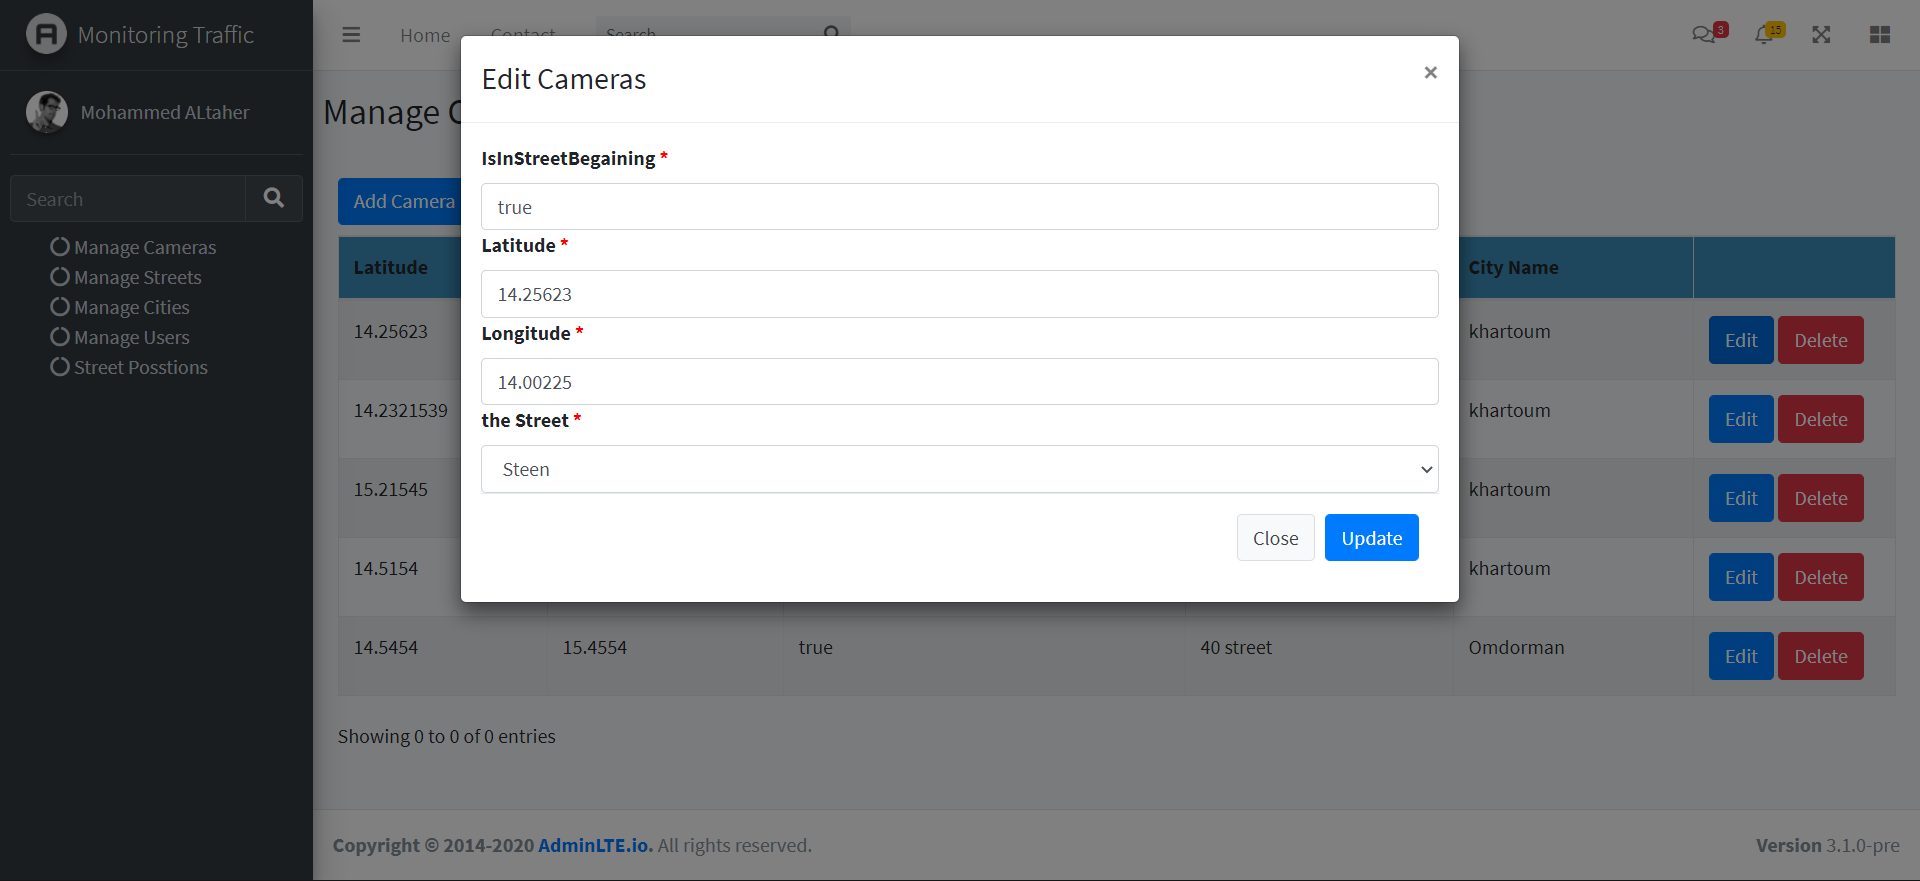 Monitoring Traffic
Home
Contact
Search
3
15
Mohammed ALtaher
Search
Manage Cameras
Manage Streets
Manage Cities
Manage Users
Street Posstions
Manage C
Add Camera
Edit Cameras
×
IsInStreetBegaining *
true
Latitude *
14.25623
Longitude *
14.00225
the Street *
Steen
Close Update
Latitude City Name
14.25623 khartoum Edit Delete
14.2321539 khartoum Edit Delete
15.21545 khartoum Edit Delete
14.5154 khartoum Edit Delete
14.5454 15.4554 true 40 street Omdorman Edit Delete
Showing 0 to 0 of 0 entries
Copyright © 2014-2020 AdminLTE.io. All rights reserved.
Version 3.1.0-pre